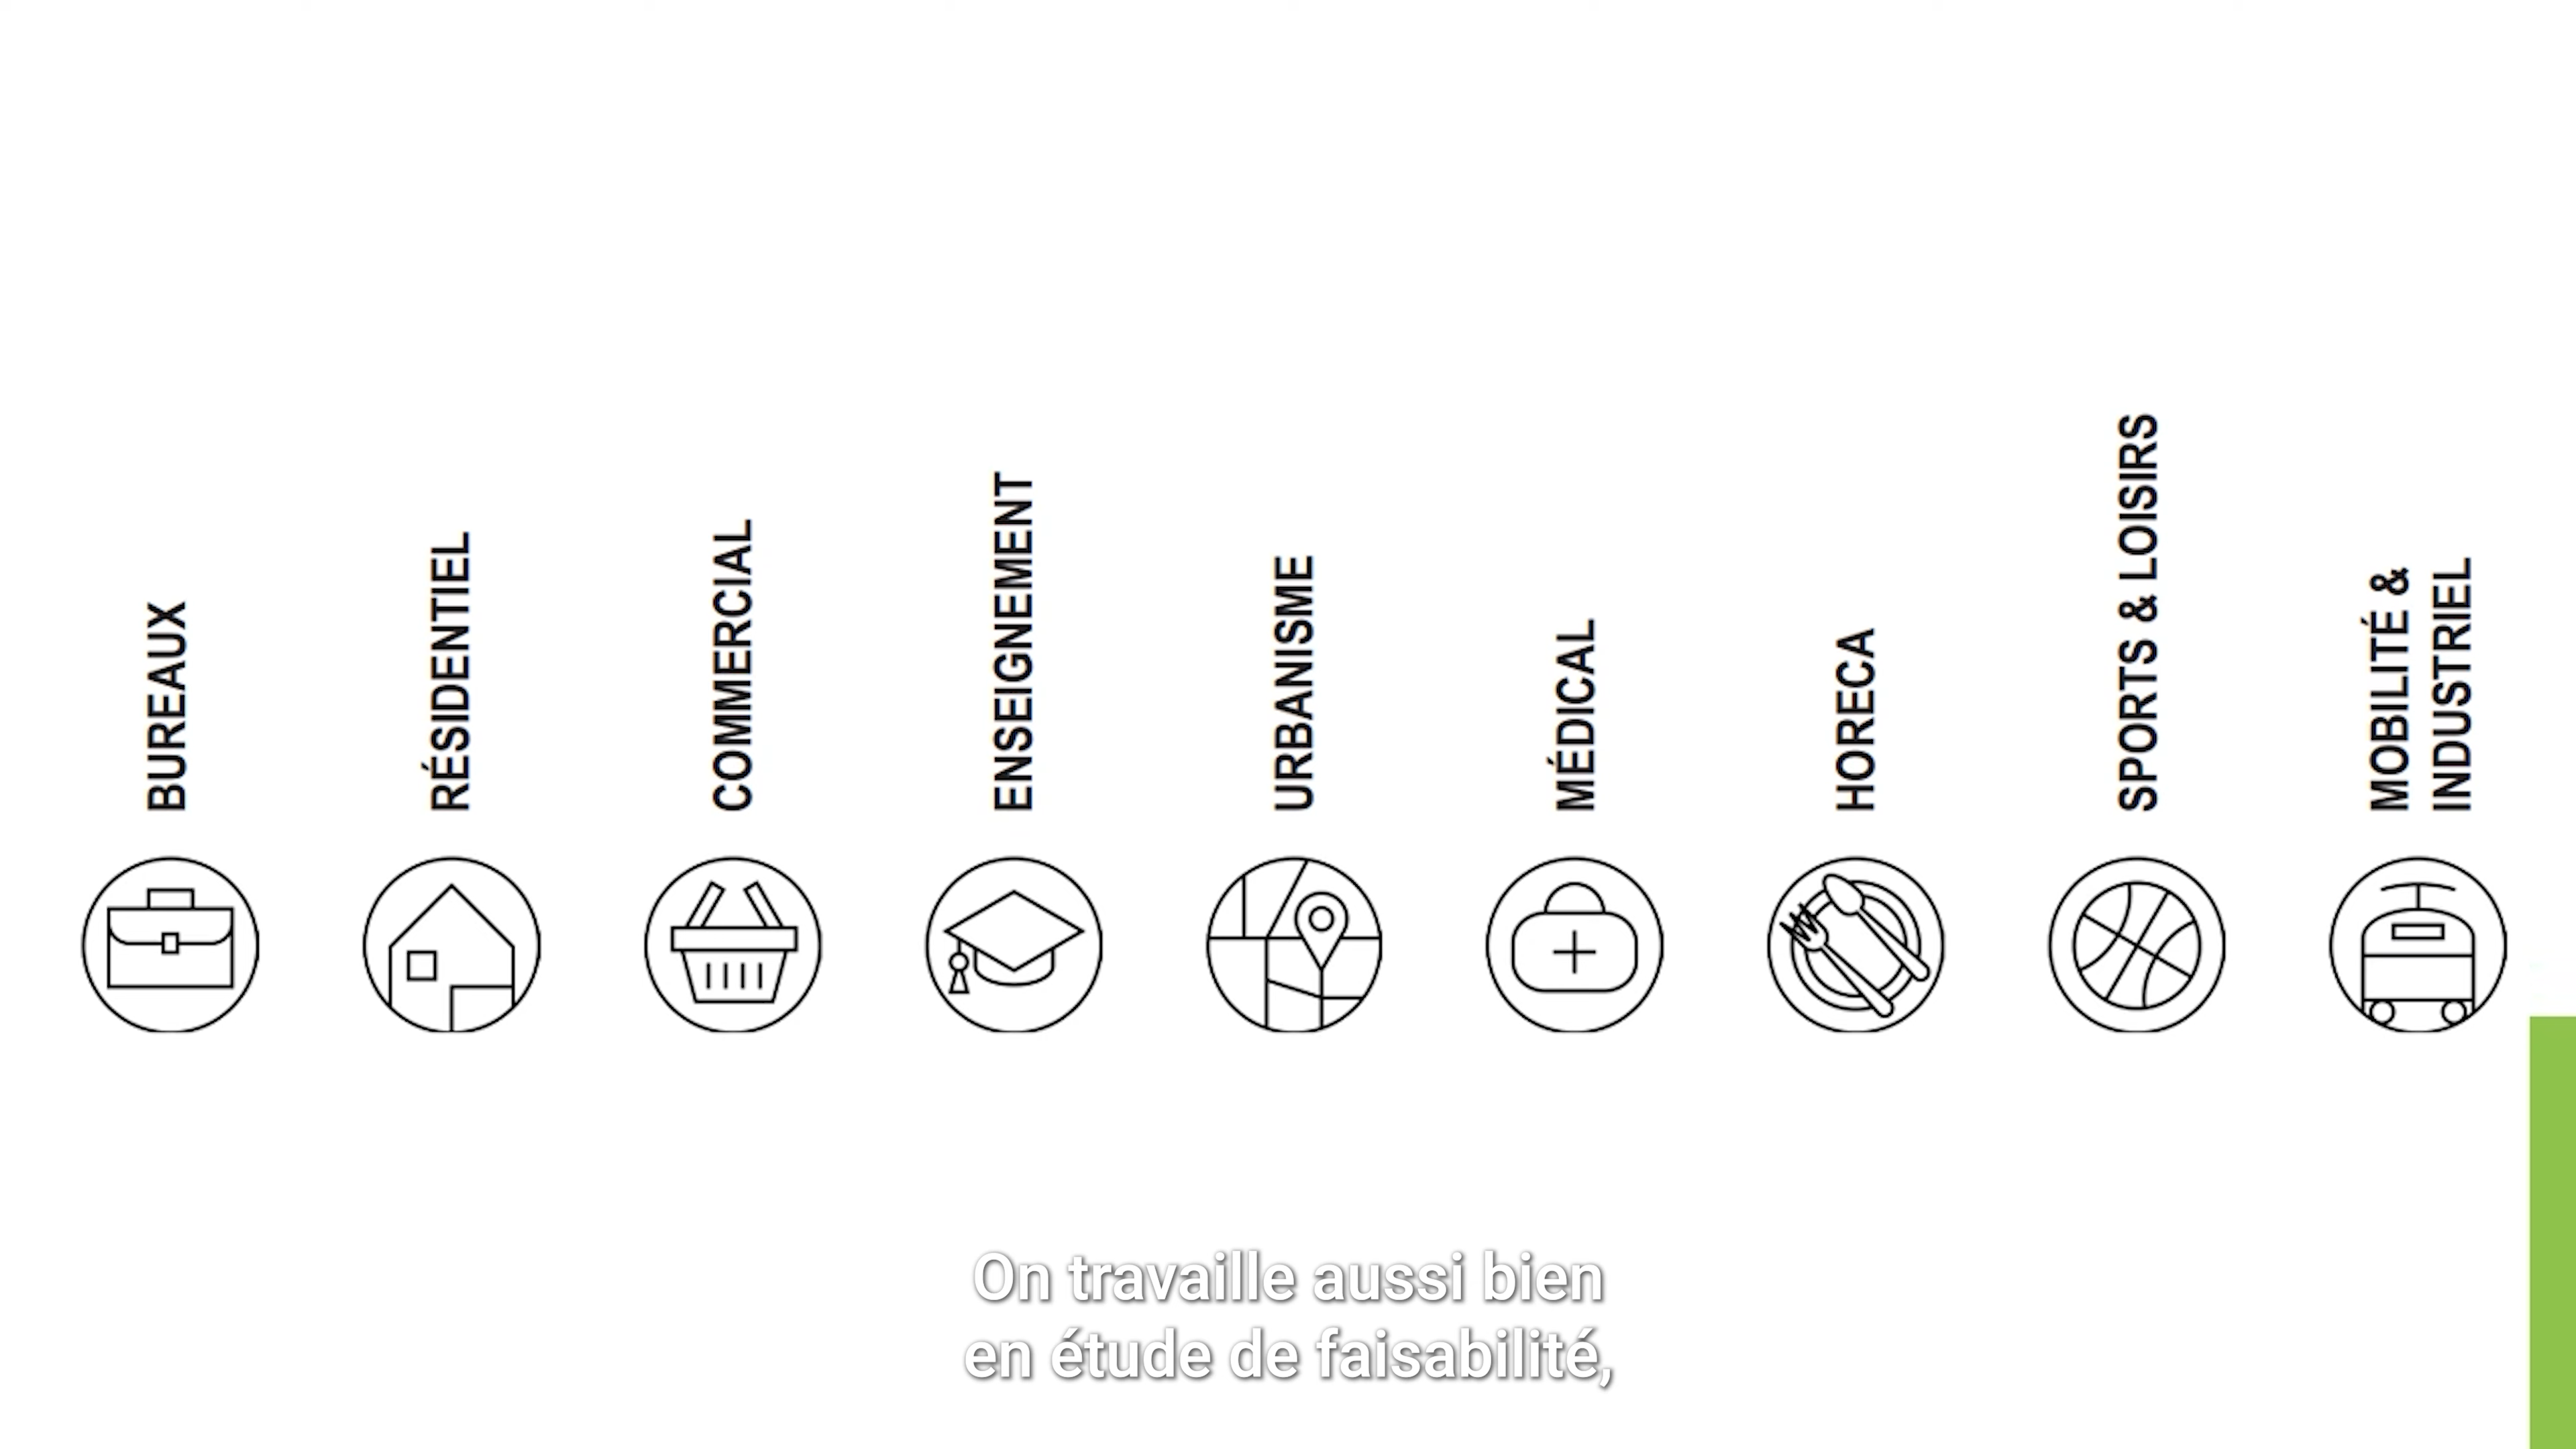 BUREAUX
RÉSIDENTIEL
COMMERCIAL
ENSEIGNEMENT
URBANISME
MÉDICAL
HORECA
SPORTS & LOISIRS
MOBILITÉ &
INDUSTRIEL
On travaille aussi bien
en étude de faisabilité,